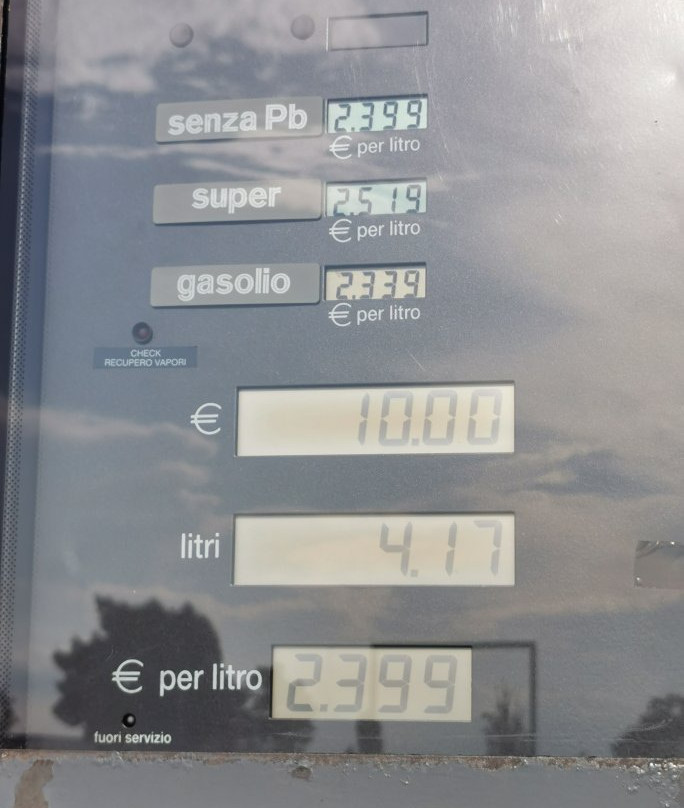 senza Pb 2.399
€ per litro
super 2.519
€ per litro
gasolio 2.339
€ per litro
CHECK
RECUPERO VAPORI
€ 10.00
litri 4.17
€ per litro 2.399
fuori servizio